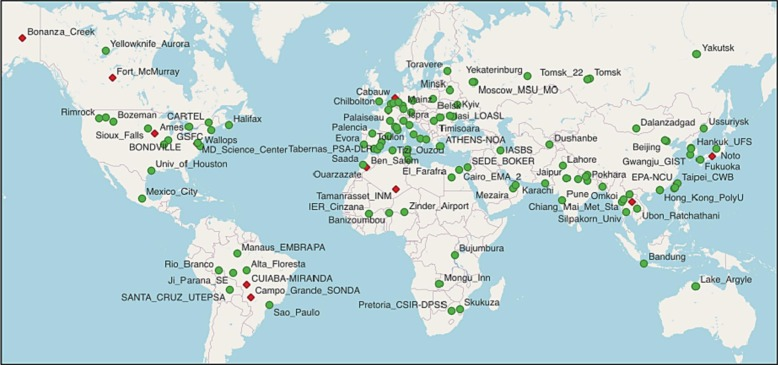 Bonanza_Creek
Yellowknife_Aurora
Fort_McMurray
Rimrock
Bozeman
CARTEL
Halifax
Sioux_Falls
Ames
GSFC
Wallops
BONDVILLE
MD_Science_Center
Univ_of_Houston
Mexico_City
Manaus_EMBRAPA
Rio_Branco
Alta_Floresta
Ji_Parana_SE
CUIABA-MIRANDA
SANTA_CRUZ_UTEPSA
Campo_Grande_SONDA
Sao_Paulo
Toravere
Yekaterinburg
Tomsk_22
Tomsk
Yakutsk
Cabauw
Minsk
Moscow_MSU_MO
Chilbolton
Mainz
Belsk
Kyiv
Palaiseau
Ispra
Iasi_LOASL
Palencia
Timisoara
Evora
Toulon
ATHENS-NOA
Tabernas_PSA-DLR
Tizi_Ouzou
IASBS
Saada
Ben_Salem
SEDE_BOKER
Ouarzazate
El_Farafra
Cairo_EMA_2
Tamanrasset_INM
Mezaira
IER_Cinzana
Zinder_Airport
Banizoumbou
Bujumbura
Mongu_Inn
Pretoria_CSIR-DPSS
Skukuza
Dalanzadgad
Ussuriysk
Dushanbe
Beijing
Hankuk_UFS
Lahore
Gwangju_GIST
Noto
Fukuoka
Jaipur
Pokhara
EPA-NCU
Taipei_CWB
Karachi
Pune
Omkoi
Hong_Kong_PolyU
Chiang_Mai_Met_Sta
Silpakorn_Univ
Ubon_Ratchathani
Bandung
Lake_Argyle